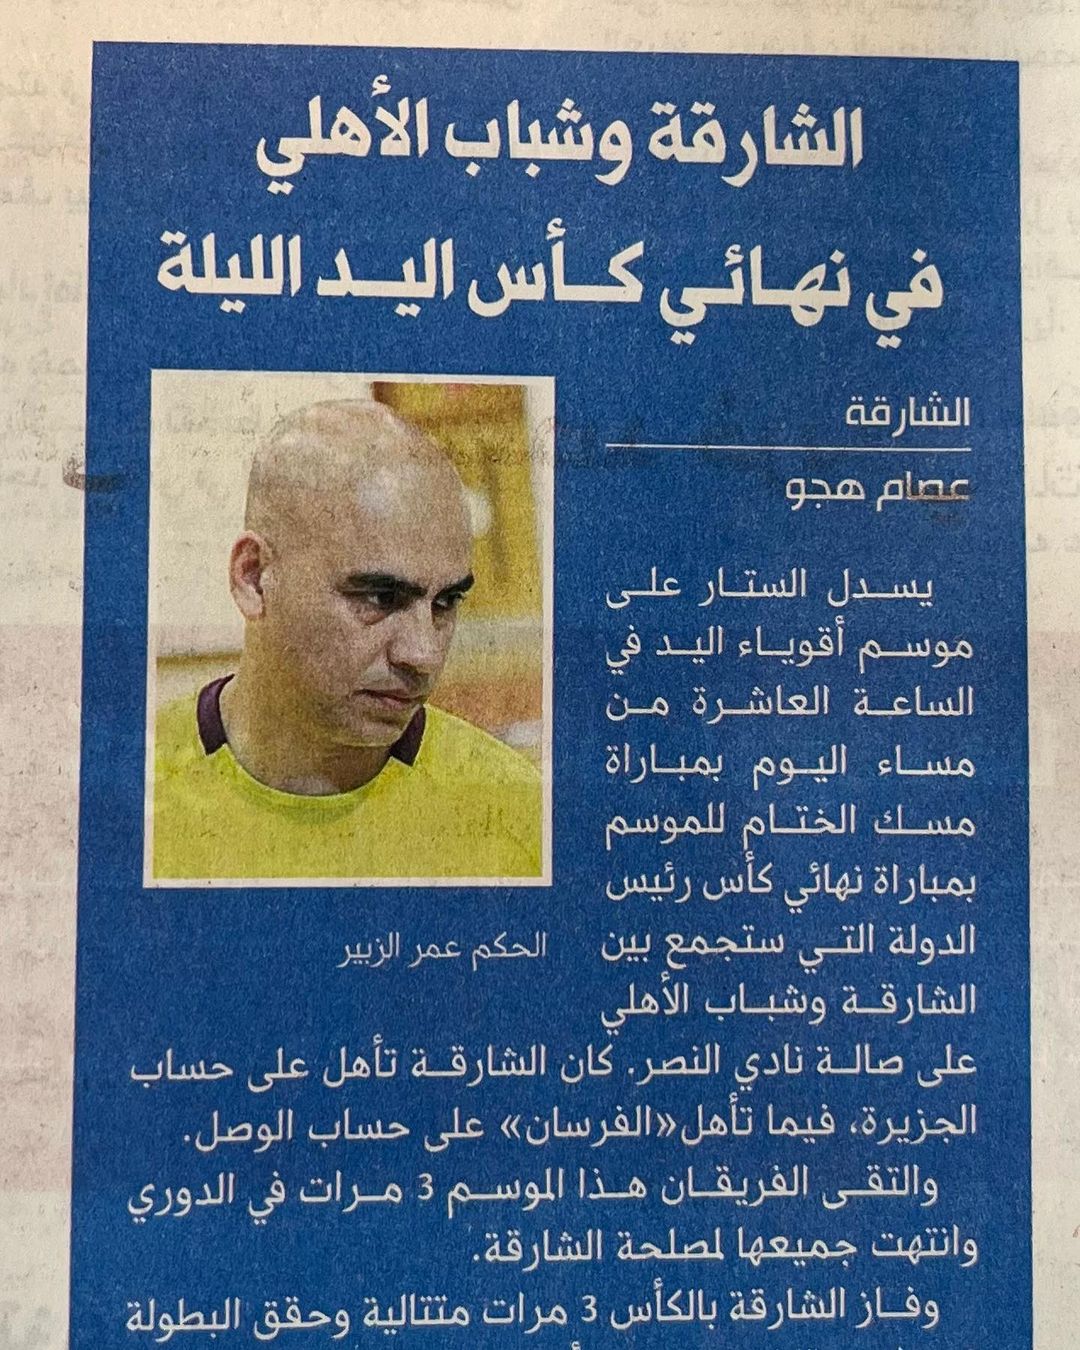 الشارقة وشباب الأهلي
في نهائي كأس اليد الليلة
الشارقة
عصام هجو
يسدل الستار على
موسم أقوياء اليد في
الساعة العاشرة من
مساء اليوم بمباراة
مسك الختام للموسم
بمباراة نهائي كأس رئيس
الدولة التي ستجمع بين
الشارقة وشباب الأهلي
على صالة نادي النصر. كان الشارقة تأهل على حساب
الجزيرة، فيما تأهل«الفرسان» على حساب الوصل.
والتقى الفريقان هذا الموسم 3 مرات في الدوري
وانتهت جميعها لصلحة الشارقة.
وفاز الشارقة بالكأس 3 مرات متتالية وحقق البطولة
الحكم عمر الزبير